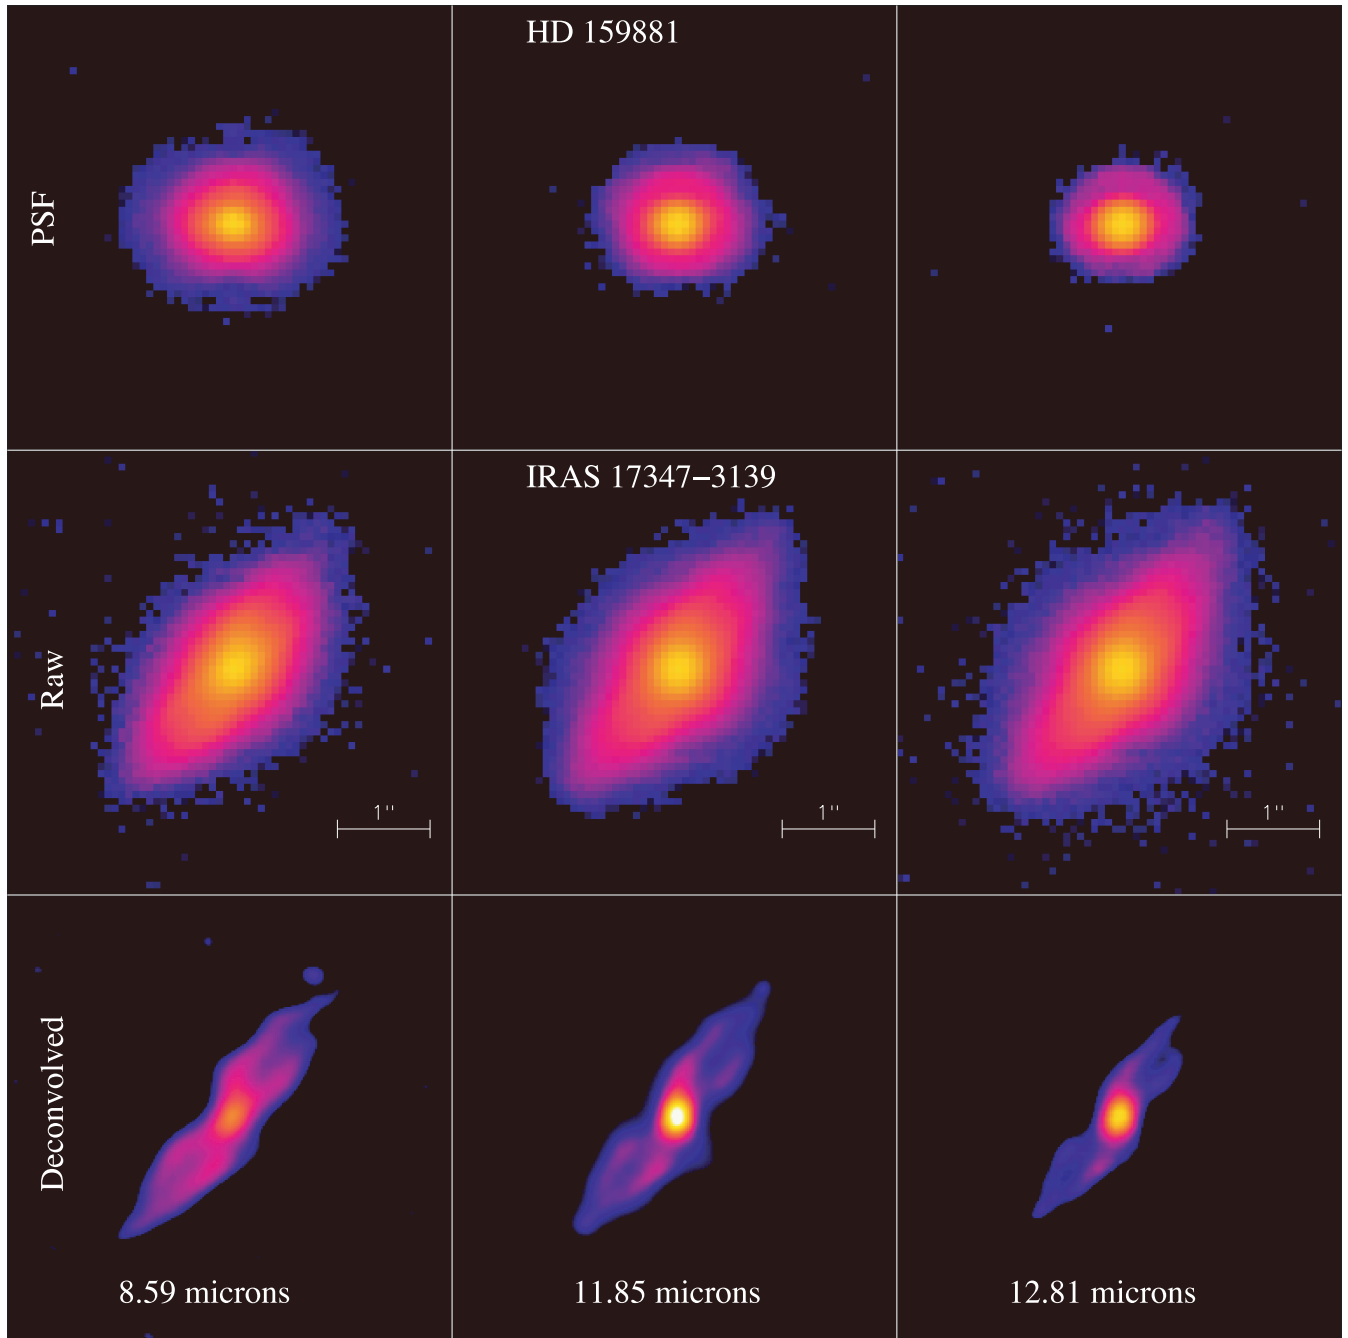 HD 159881
PSF
IRAS 17347−3139
Raw
1''
1''
1''
Deconvolved
8.59 microns
11.85 microns
12.81 microns